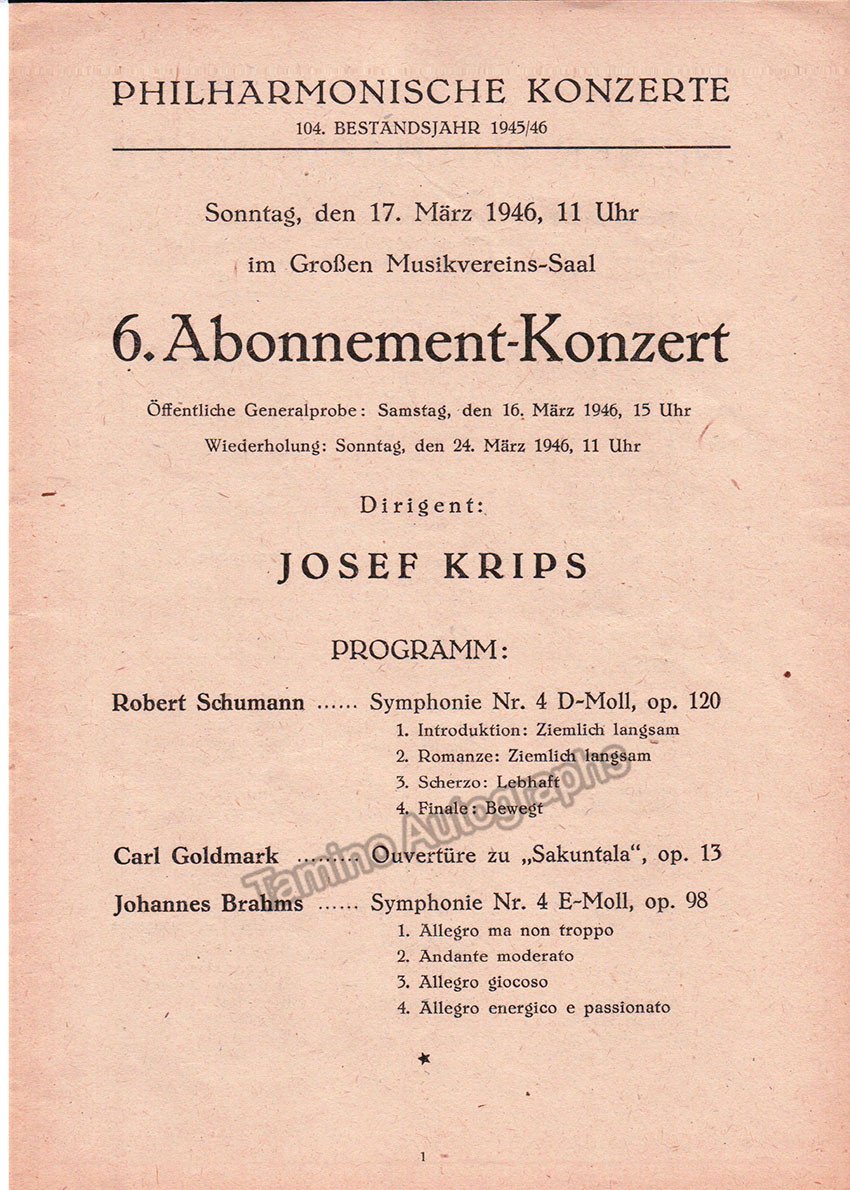 PHILHARMONISCHE KONZERTE
104. BESTANDSJAHR 1945/46
Sonntag, den 17. März 1946, 11 Uhr
im Großen Musikvereins-Saal
6. Abonnement-Konzert
Öffentliche Generalprobe: Samstag, den 16. März 1946, 15 Uhr
Wiederholung: Sonntag, den 24. März 1946, 11 Uhr
Dirigent:
JOSEF KRIPS
PROGRAMM:
Robert Schumann ...... Symphonie Nr. 4 D-Moll, op. 120
1. Introduktion: Ziemlich langsam
2. Romanze: Ziemlich langsam
3. Scherzo: Lebhaft
4. Finale: Bewegt
Carl Goldmark ......... Ouvertüre zu „Sakuntala“, op. 13
Johannes Brahms ...... Symphonie Nr. 4 E-Moll, op. 98
1. Allegro ma non troppo
2. Andante moderato
3. Allegro giocoso
4. Allegro energico e passionato
1
Tamino Autographs